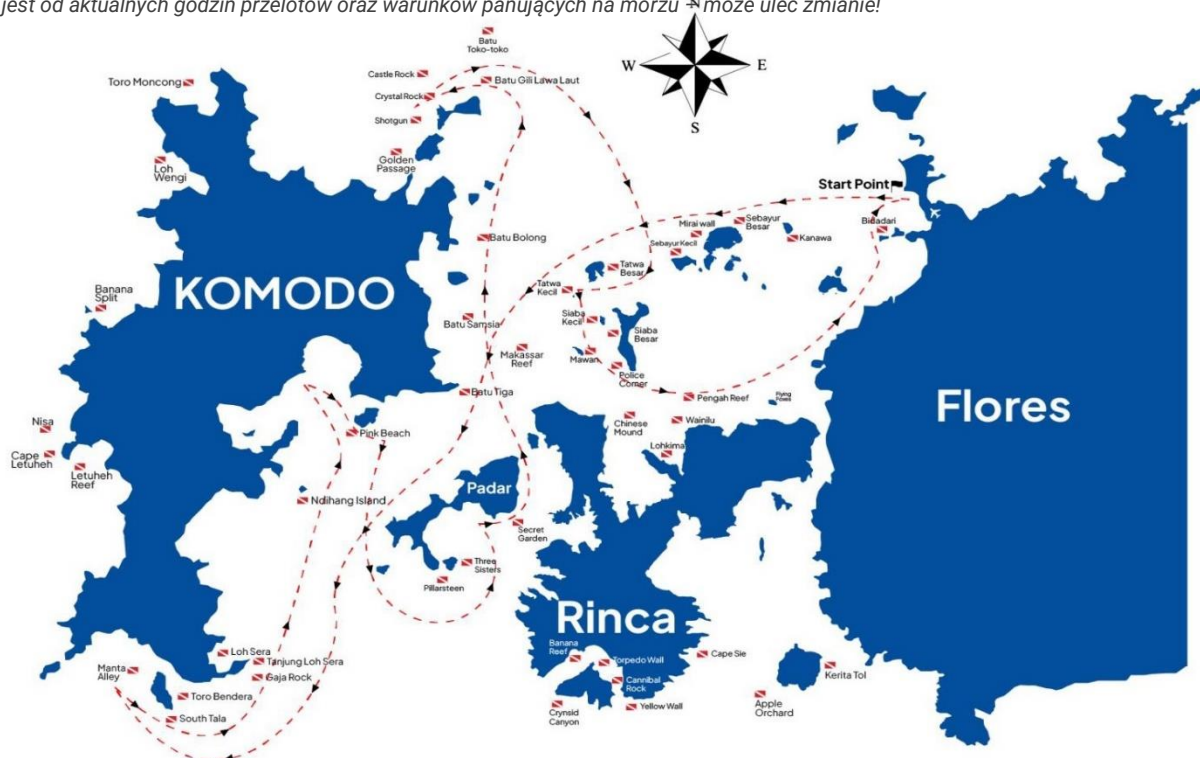 jest od aktualnych godzin przelotów oraz warunków panujących na morzu – może ulec zmianie!
N
Batu
Toko-toko
W
E
S
Castle Rock
Toro Moncong
Batu Gili Lawa Laut
Crystal Rock
Shotgun
Golden
Passage
Loh
Wengi
Start Point
Sebayur
Besar
Mirai wall
Bidadari
Kanawa
Batu Bolong
Sebayur Kecil
Tatwa
Besar
KOMODO
Tatwa
Kecil
Banana
Split
Batu Samsia
Siaba
Kecil
Siaba
Besar
Makassar
Reef
Mawan
Police
Corner
Batu Tiga
Pengah Reef
Flying
Foxes
Flores
Chinese
Mound
Wainilu
Nisa
Pink Beach
Lohkima
Cape
Letuheh
Letuheh
Reef
Padar
Ndihang Island
Secret
Garden
Three
Sisters
Pillarsteen
Rinca
Banana
Reef
Loh Sera
Tanjung Loh Sera
Torpedo Wall
Cape Sie
Manta
Alley
Gaja Rock
Kerita Tol
Cannibal
Rock
Toro Bendera
Crynsid
Canyon
Yellow Wall
Apple
Orchard
South Tala